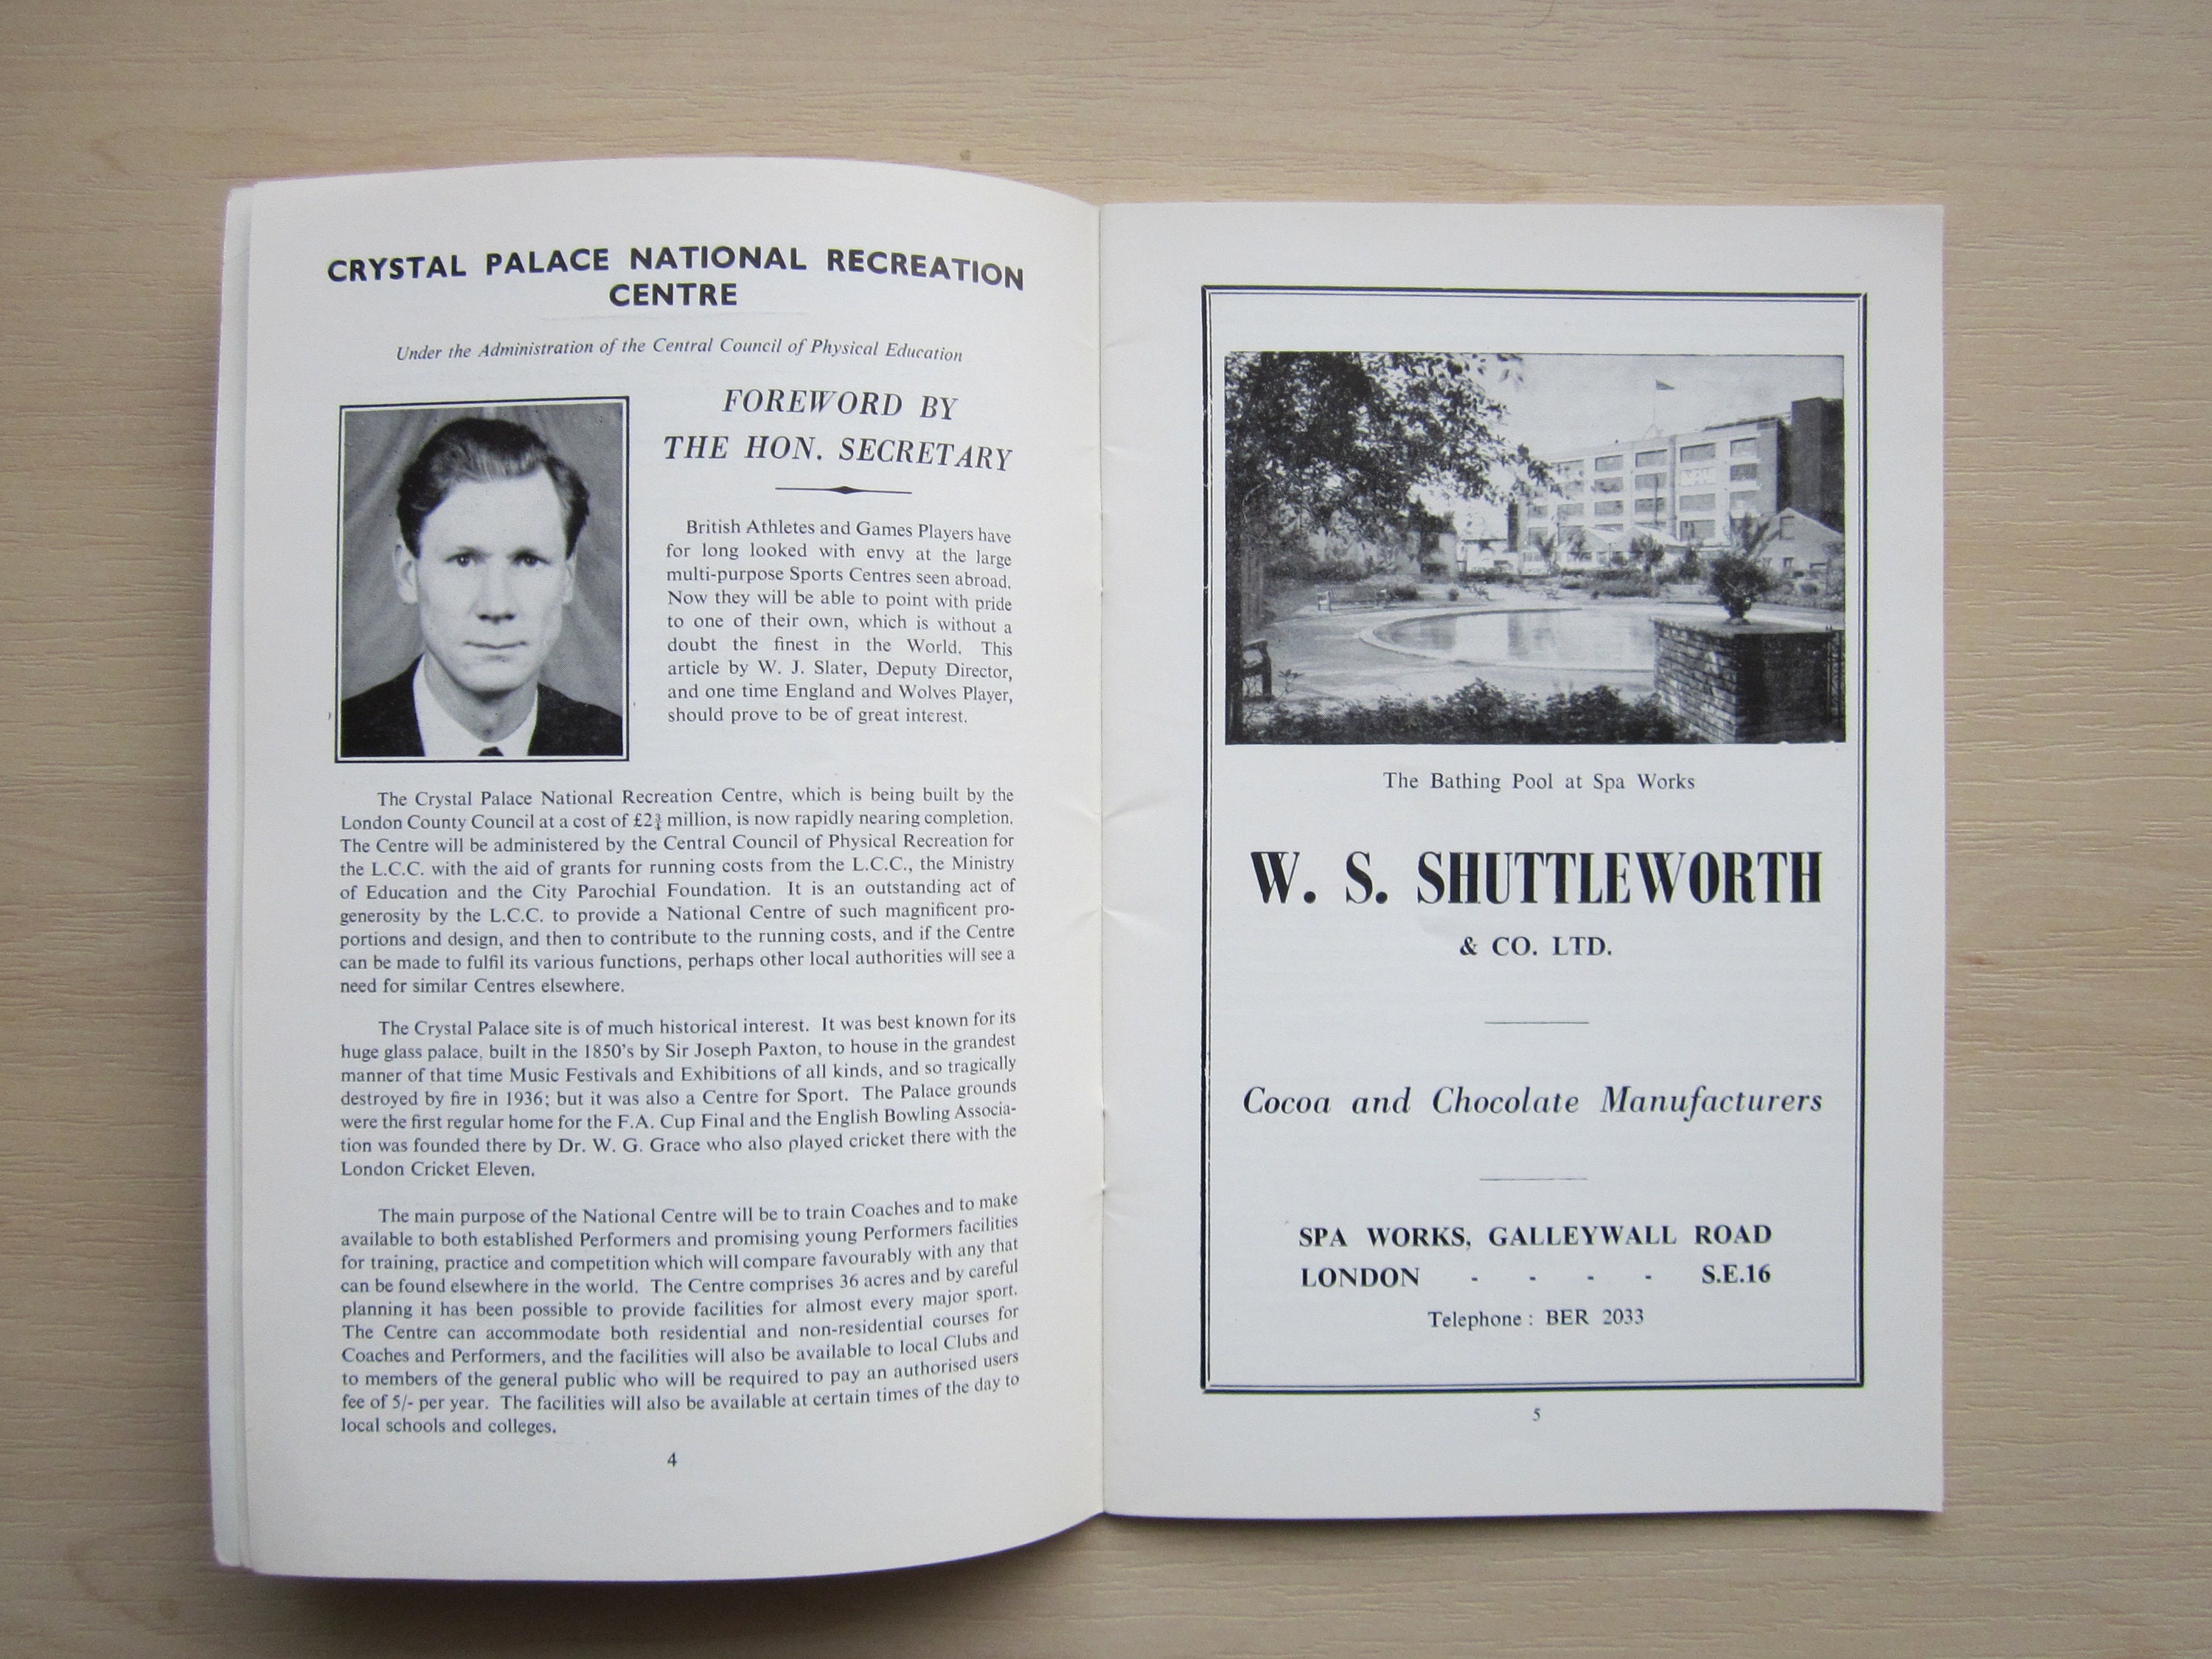 CRYSTAL PALACE NATIONAL RECREATION
CENTRE
Under the Administration of the Central Council of Physical Education
FOREWORD BY
THE HON. SECRETARY
British Athletes and Games Players have
for long looked with envy at the large
multi-purpose Sports Centres seen abroad.
Now they will be able to point with pride
to one of their own, which is without a
doubt the finest in the World. This
article by W. J. Slater, Deputy Director,
and one time England and Wolves Player,
should prove to be of great interest.
The Crystal Palace National Recreation Centre, which is being built by the
London County Council at a cost of £2¾ million, is now rapidly nearing completion.
The Centre will be administered by the Central Council of Physical Recreation for
the L.C.C. with the aid of grants for running costs from the L.C.C., the Ministry
of Education and the City Parochial Foundation. It is an outstanding act of
generosity by the L.C.C. to provide a National Centre of such magnificent pro-
portions and design, and then to contribute to the running costs, and if the Centre
can be made to fulfil its various functions, perhaps other local authorities will see a
need for similar Centres elsewhere.
The Crystal Palace site is of much historical interest. It was best known for its
huge glass palace, built in the 1850's by Sir Joseph Paxton, to house in the grandest
manner of that time Music Festivals and Exhibitions of all kinds, and so tragically
destroyed by fire in 1936; but it was also a Centre for Sport. The Palace grounds
were the first regular home for the F.A. Cup Final and the English Bowling Associa-
tion was founded there by Dr. W. G. Grace who also played cricket there with the
London Cricket Eleven.
The main purpose of the National Centre will be to train Coaches and to make
available to both established Performers and promising young Performers facilities
for training, practice and competition which will compare favourably with any that
can be found elsewhere in the world. The Centre comprises 36 acres and by careful
planning it has been possible to provide facilities for almost every major sport.
The Centre can accommodate both residential and non-residential courses for
Coaches and Performers, and the facilities will also be available to local Clubs and
to members of the general public who will be required to pay an authorised users
fee of 5/- per year. The facilities will also be available at certain times of the day to
local schools and colleges.
4
The Bathing Pool at Spa Works
W. S. SHUTTLEWORTH
& CO. LTD.
Cocoa and Chocolate Manufacturers
SPA WORKS, GALLEYWALL ROAD
LONDON - - - - S.E.16
Telephone : BER 2033
5